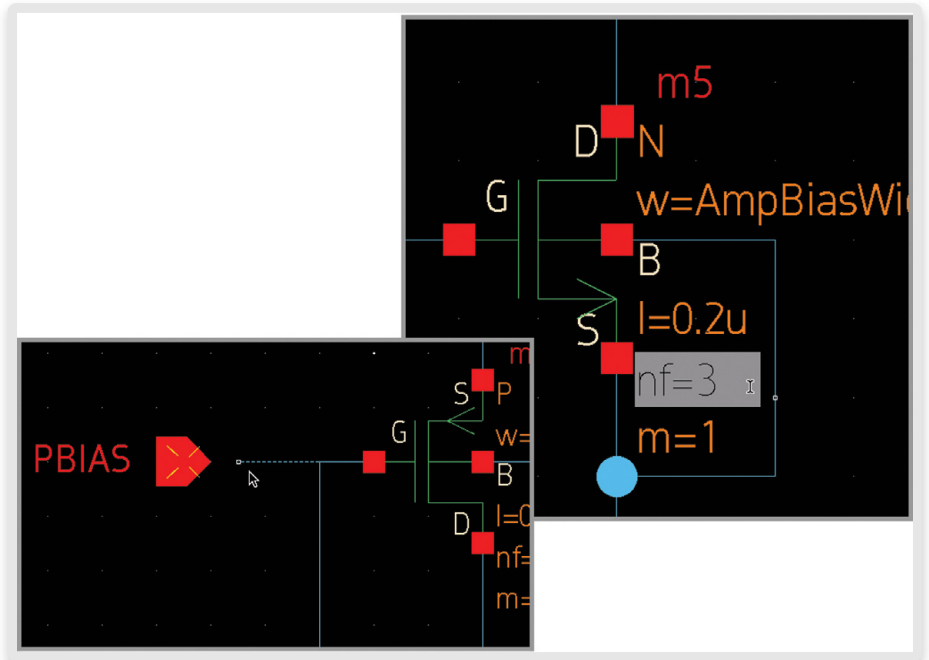 m5
D
N
G
w=AmpBiasWi
B
l=0.2u
S
nf=3
m=1
m
S
P
G
w=
PBIAS
B
l=0
D
nf=
m=